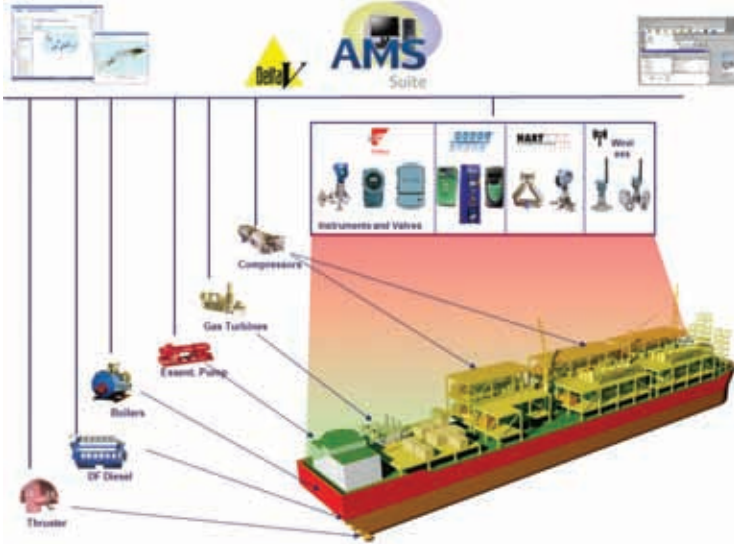 DeltaV
AMS
Suite
HART
Wirel
ess
Instruments and Valves
Compressors
Gas Turbines
Essent. Pump
Boilers
DF Diesel
Thruster